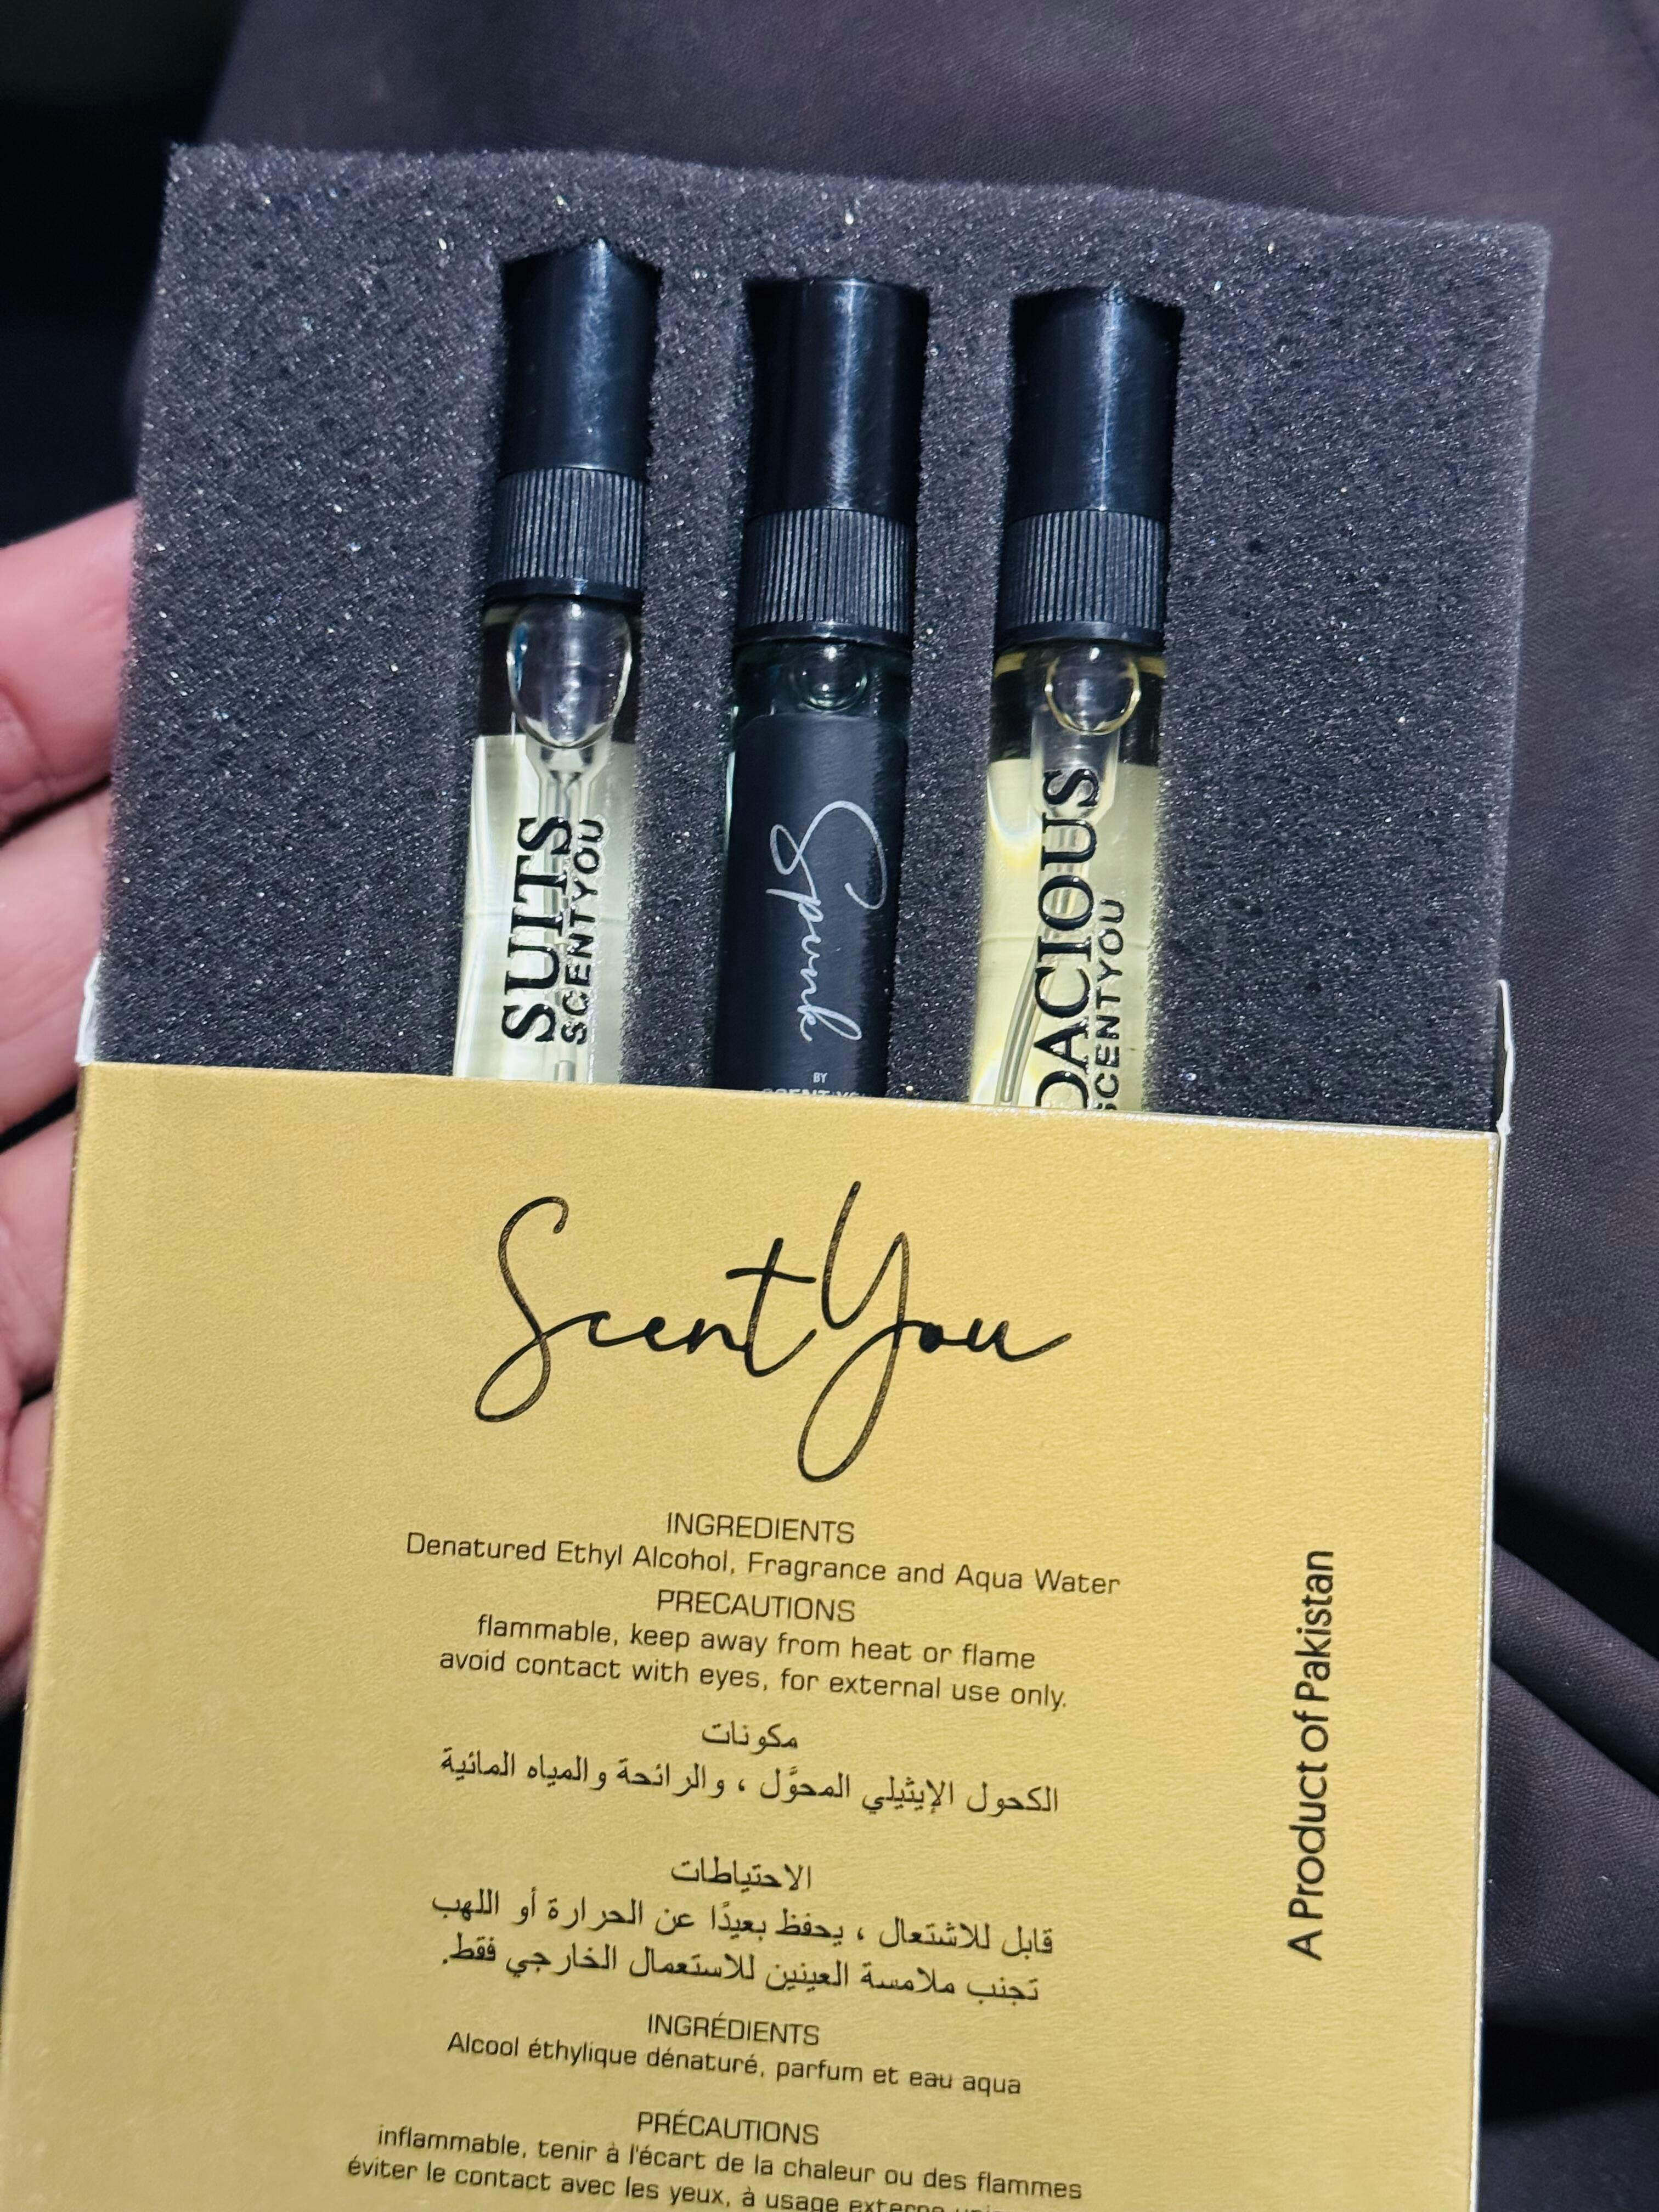 SUITS
SCENTYOU
Spunk
BY
DACIOUS
SCENTYOU
Scent You
INGREDIENTS
Denatured Ethyl Alcohol, Fragrance and Aqua Water
PRECAUTIONS
flammable, keep away from heat or flame
avoid contact with eyes, for external use only.
مكونات
الكحول الإيثيلي المحوَّل ، والرائحة والمياه المائية
الاحتياطات
قابل للاشتعال ، يحفظ بعيدًا عن الحرارة أو اللهب
تجنب ملامسة العينين للاستعمال الخارجي فقط.
INGRÉDIENTS
Alcool éthylique dénaturé, parfum et eau aqua
PRÉCAUTIONS
inflammable, tenir à l'écart de la chaleur ou des flammes
éviter le contact avec les yeux, à usage externe
A Product of Pakistan